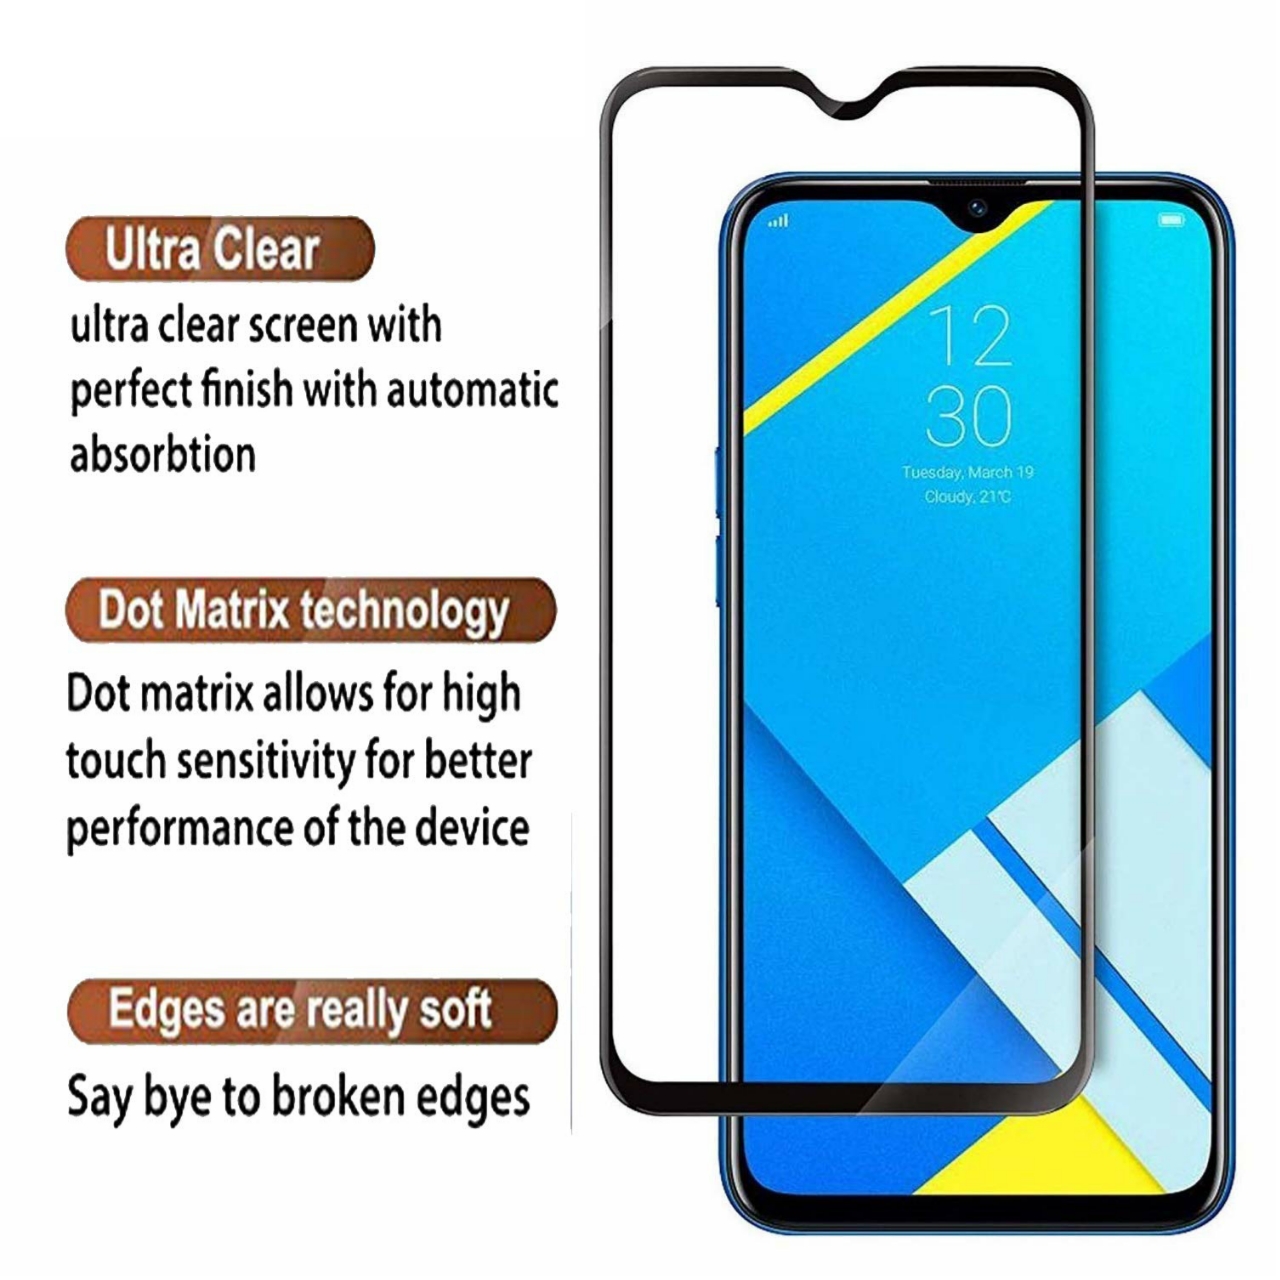 Ultra Clear
ultra clear screen with
perfect finish with automatic
absorbtion
Dot Matrix technology
Dot matrix allows for high
touch sensitivity for better
performance of the device
Edges are really soft
Say bye to broken edges
12
30
Tuesday, March 19
Cloudy, 21°C